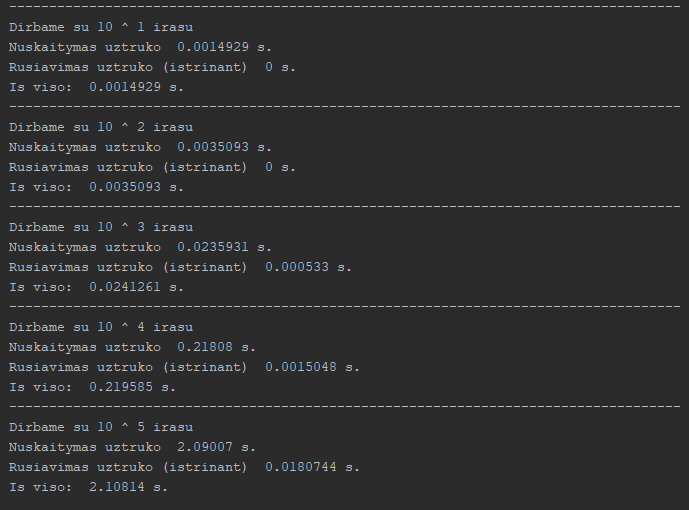 ------------------------------------------------------------------------------------
Dirbame su 10 ^ 1 irasu
Nuskaitymas uztruko  0.0014929 s.
Rusiavimas uztruko (istrinant)  0 s.
Is viso:  0.0014929 s.
------------------------------------------------------------------------------------
Dirbame su 10 ^ 2 irasu
Nuskaitymas uztruko  0.0035093 s.
Rusiavimas uztruko (istrinant)  0 s.
Is viso:  0.0035093 s.
------------------------------------------------------------------------------------
Dirbame su 10 ^ 3 irasu
Nuskaitymas uztruko  0.0235931 s.
Rusiavimas uztruko (istrinant)  0.000533 s.
Is viso:  0.0241261 s.
------------------------------------------------------------------------------------
Dirbame su 10 ^ 4 irasu
Nuskaitymas uztruko  0.21808 s.
Rusiavimas uztruko (istrinant)  0.0015048 s.
Is viso:  0.219585 s.
------------------------------------------------------------------------------------
Dirbame su 10 ^ 5 irasu
Nuskaitymas uztruko  2.09007 s.
Rusiavimas uztruko (istrinant)  0.0180744 s.
Is viso:  2.10814 s.